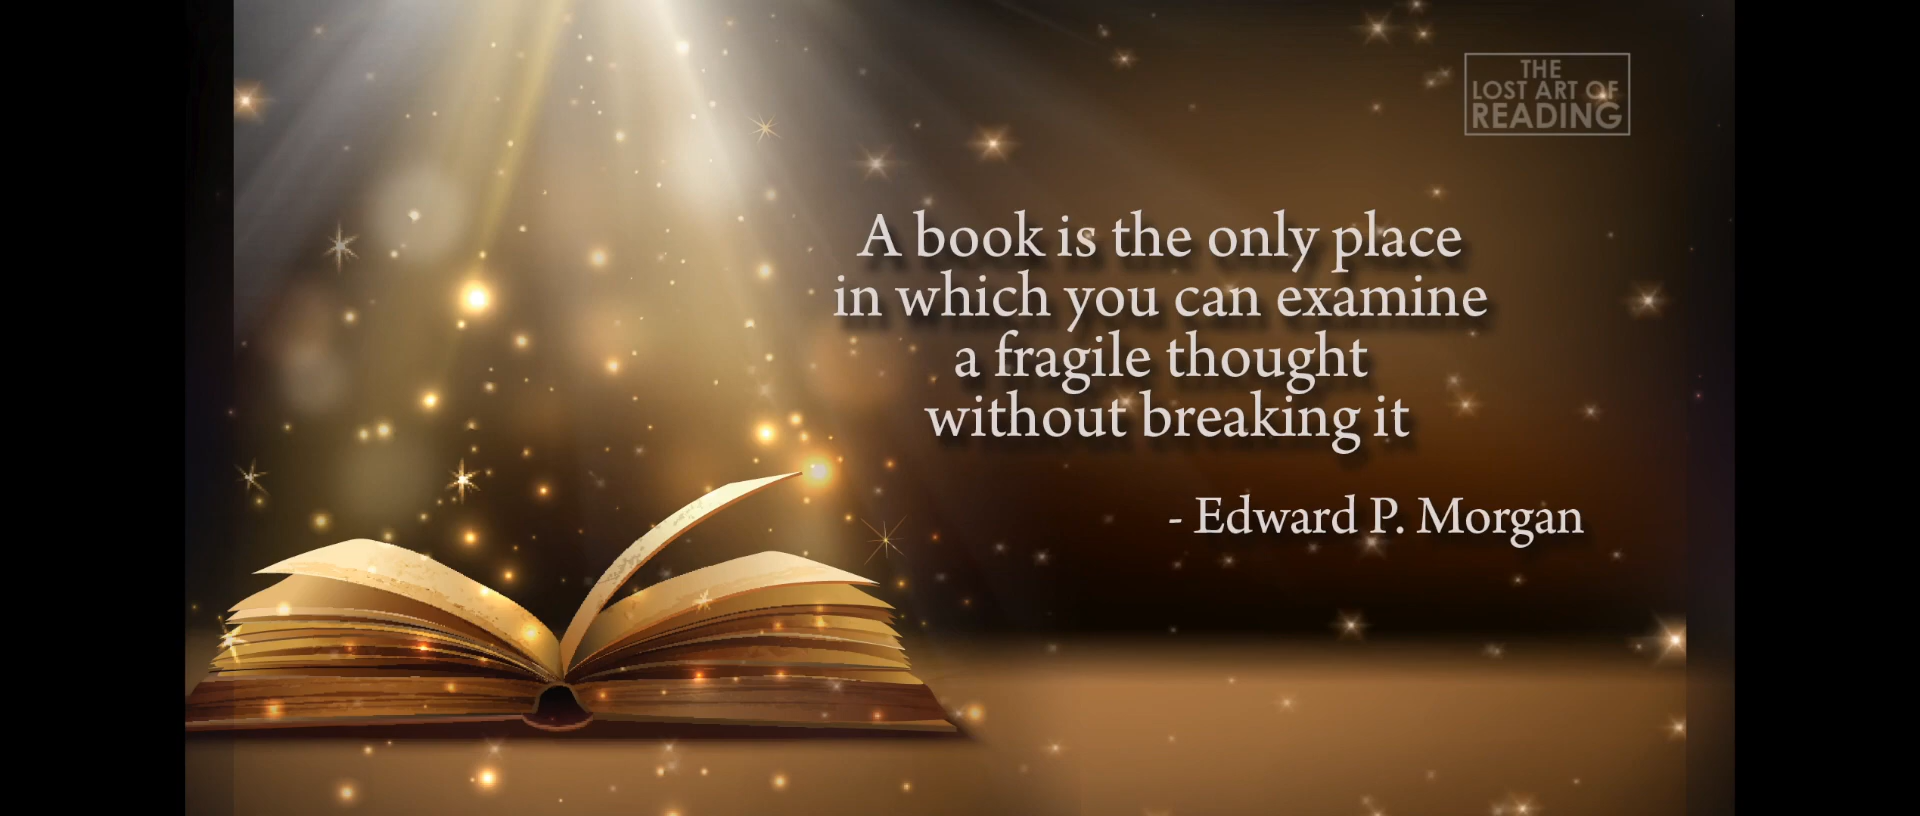 THE
LOST ART OF
READING
A book is the only place
in which you can examine
a fragile thought
without breaking it
- Edward P. Morgan